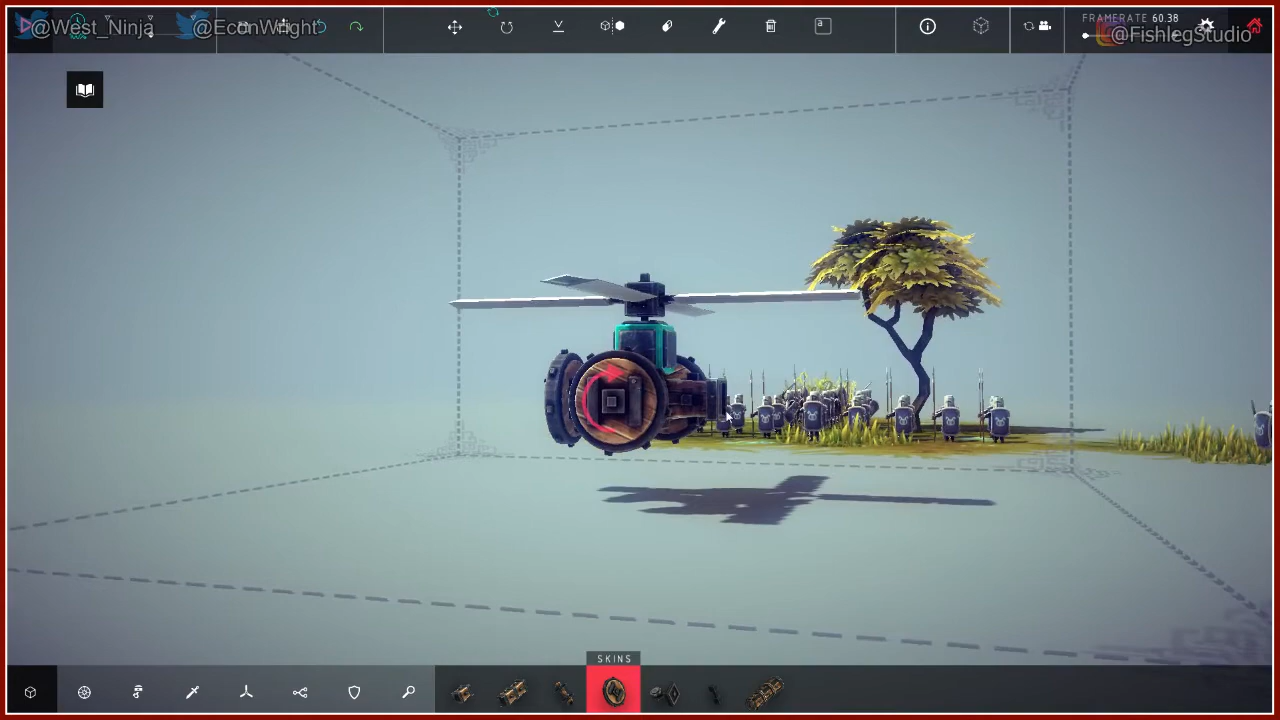 @West_Ninja @EconWright
FRAMERATE 60.38
@FishlegStudio
a
SKINS